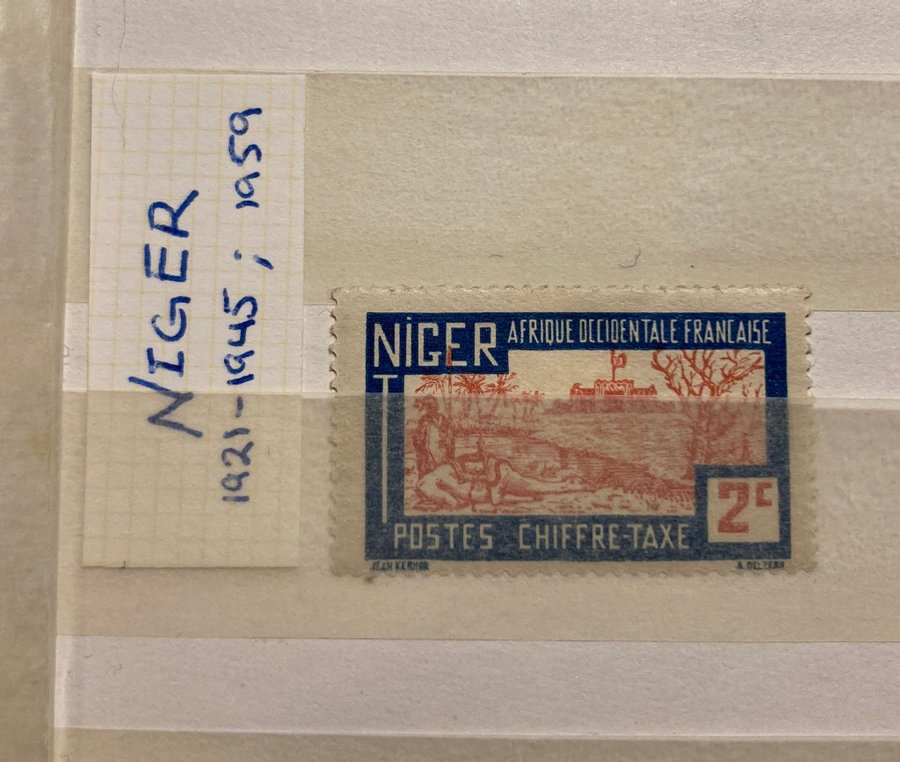 NIGER
1921-1945; 1959
NIGER AFRIQUE OCCIDENTALE FRANCAISE
T
POSTES CHIFFRE-TAXE
2c
JEAN KERHOR
A. DELZERS